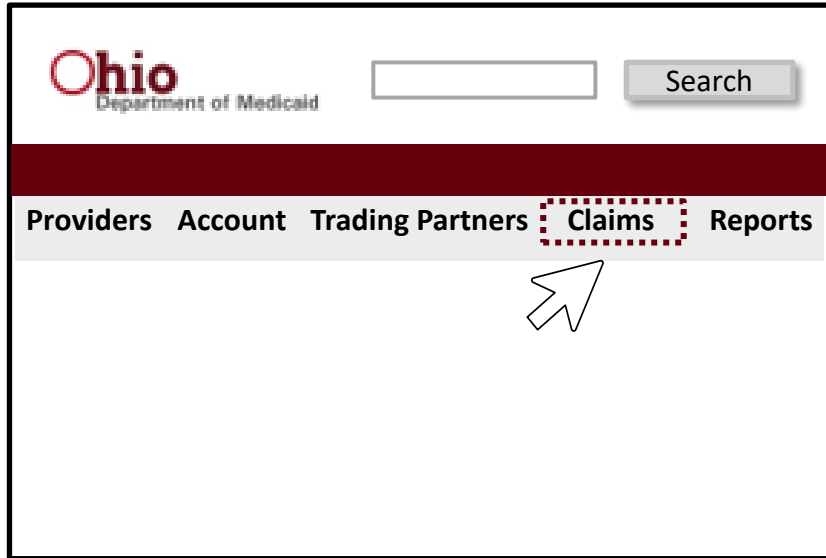 Ohio
Department of Medicaid
Search
Providers Account Trading Partners Claims Reports